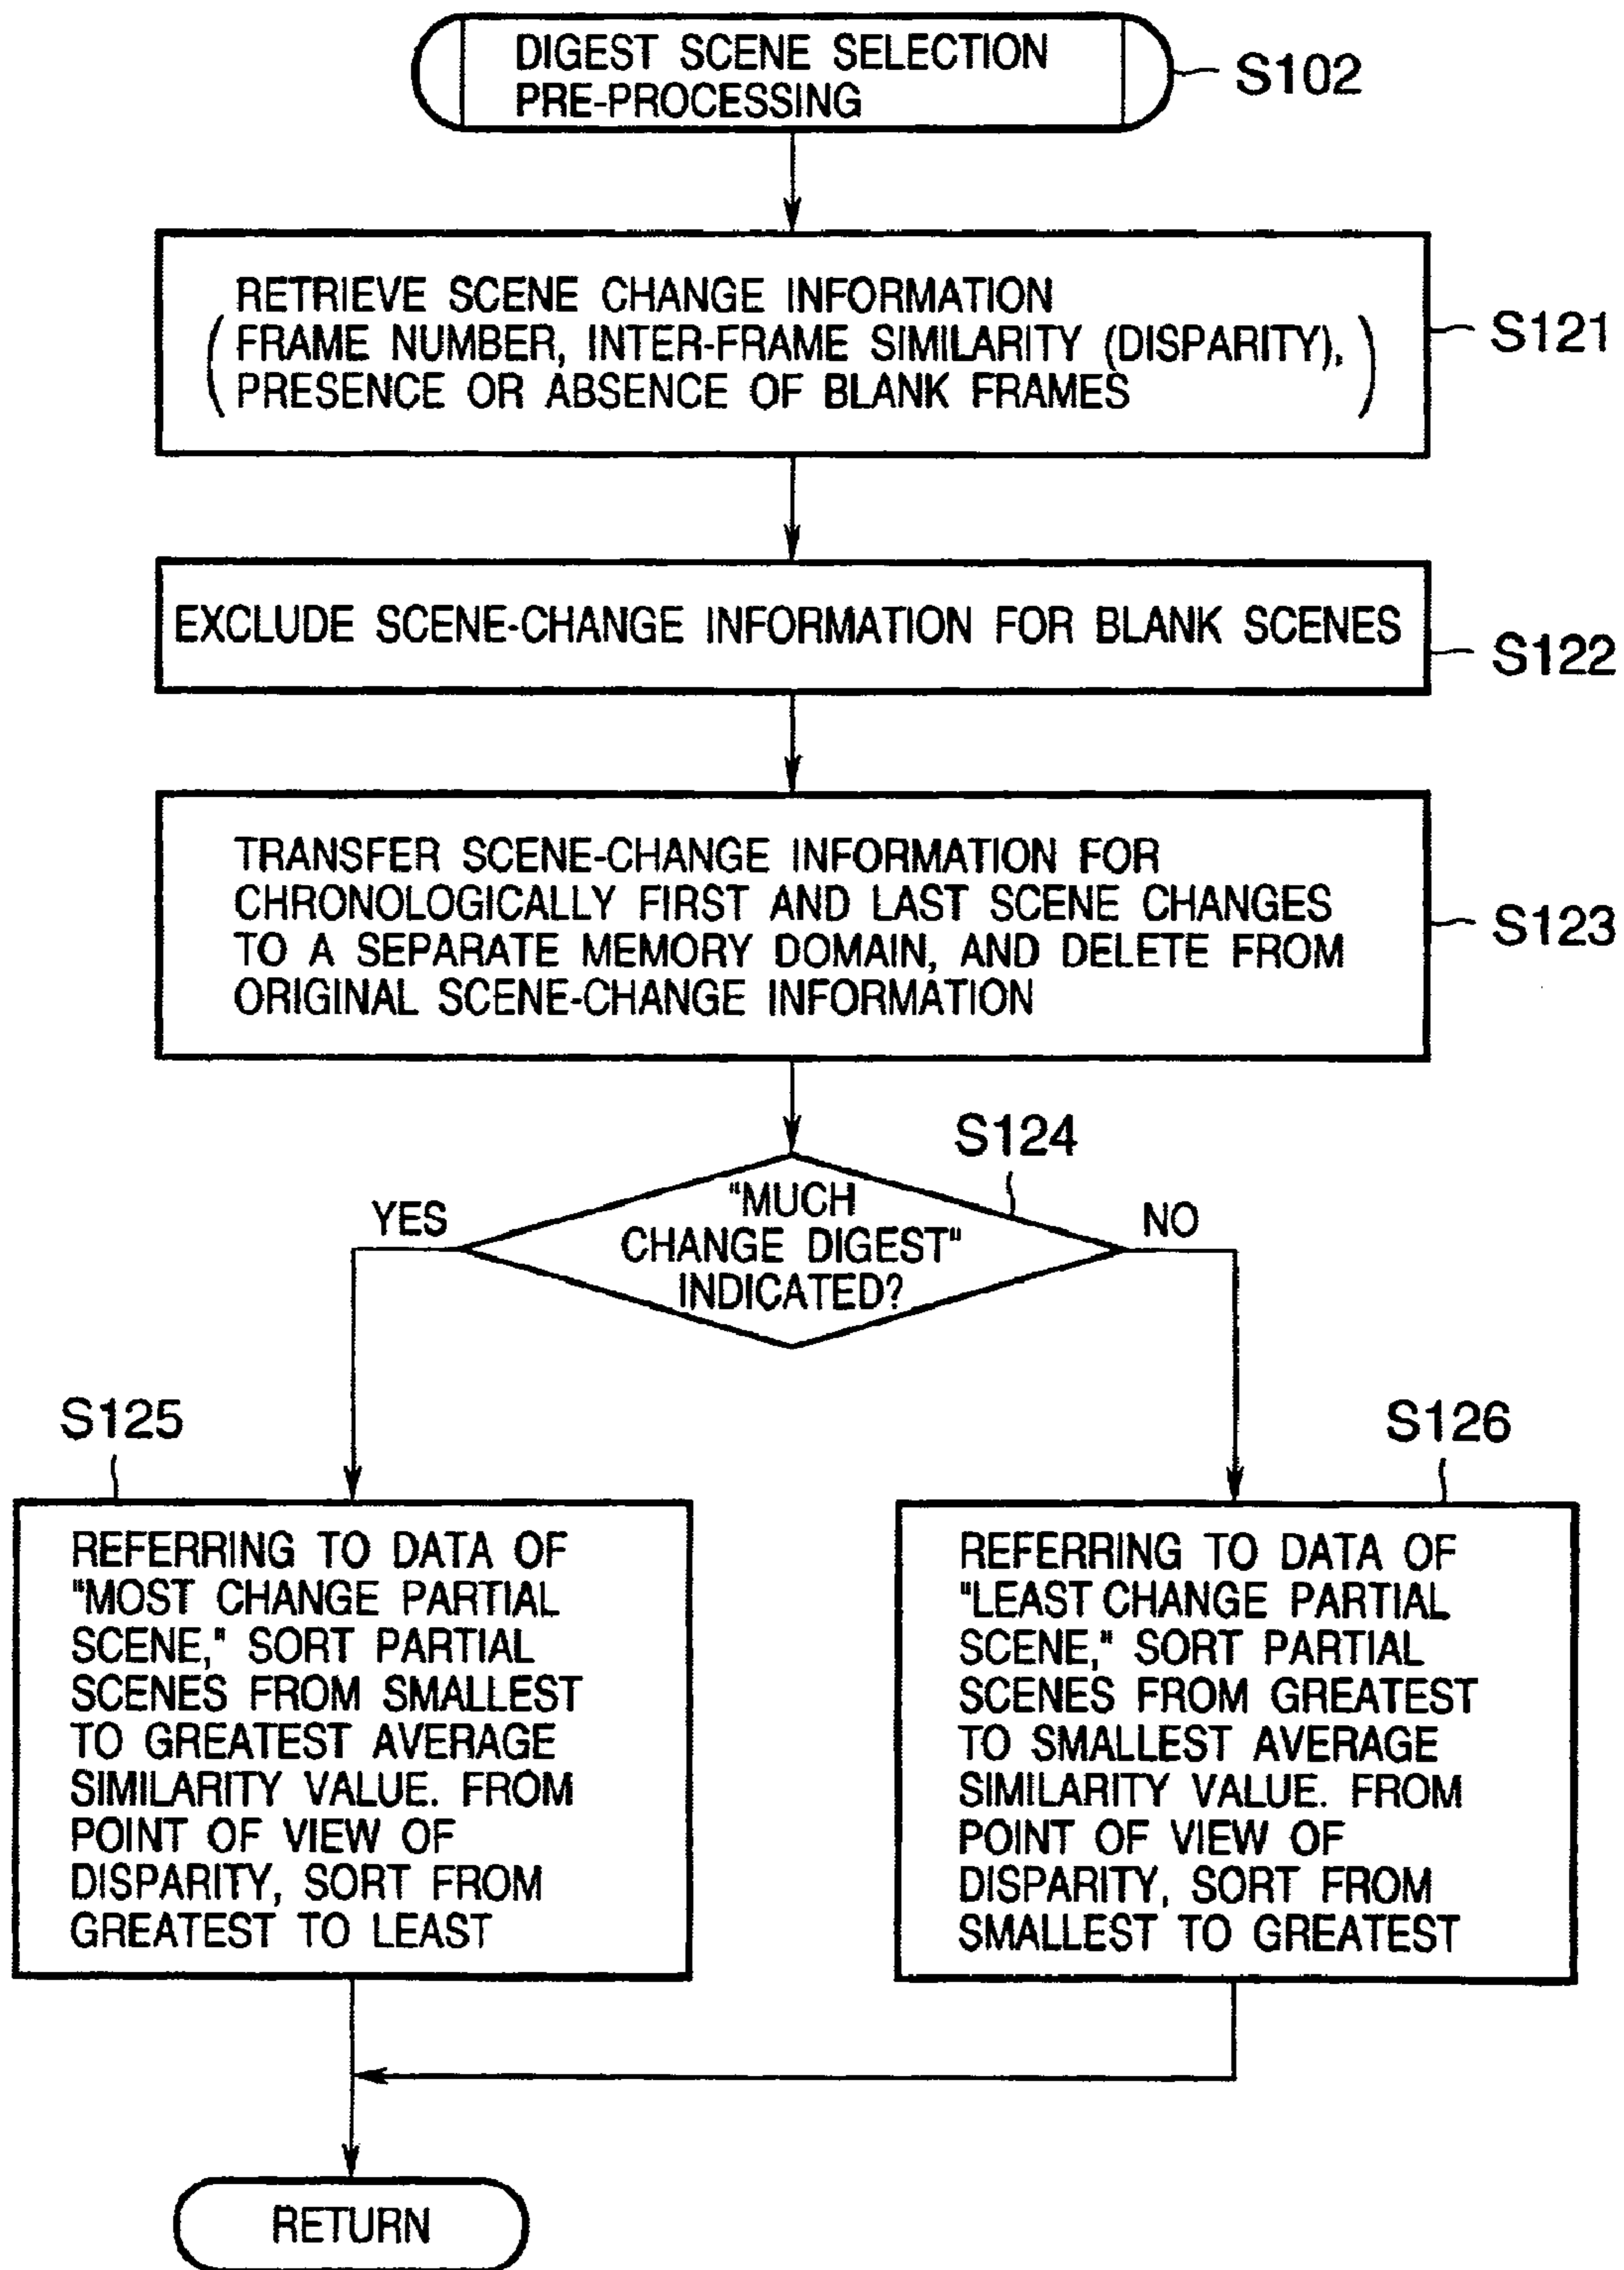 DIGEST SCENE SELECTION
PRE-PROCESSING
S102
RETRIEVE SCENE CHANGE INFORMATION
( FRAME NUMBER, INTER-FRAME SIMILARITY (DISPARITY),
PRESENCE OR ABSENCE OF BLANK FRAMES )
S121
EXCLUDE SCENE-CHANGE INFORMATION FOR BLANK SCENES
S122
TRANSFER SCENE-CHANGE INFORMATION FOR
CHRONOLOGICALLY FIRST AND LAST SCENE CHANGES
TO A SEPARATE MEMORY DOMAIN, AND DELETE FROM
ORIGINAL SCENE-CHANGE INFORMATION
S123
S124
"MUCH
CHANGE DIGEST"
INDICATED?
YES
NO
S125
REFERRING TO DATA OF
"MOST CHANGE PARTIAL
SCENE," SORT PARTIAL
SCENES FROM SMALLEST
TO GREATEST AVERAGE
SIMILARITY VALUE. FROM
POINT OF VIEW OF
DISPARITY, SORT FROM
GREATEST TO LEAST
S126
REFERRING TO DATA OF
"LEAST CHANGE PARTIAL
SCENE," SORT PARTIAL
SCENES FROM GREATEST
TO SMALLEST AVERAGE
SIMILARITY VALUE. FROM
POINT OF VIEW OF
DISPARITY, SORT FROM
SMALLEST TO GREATEST
RETURN